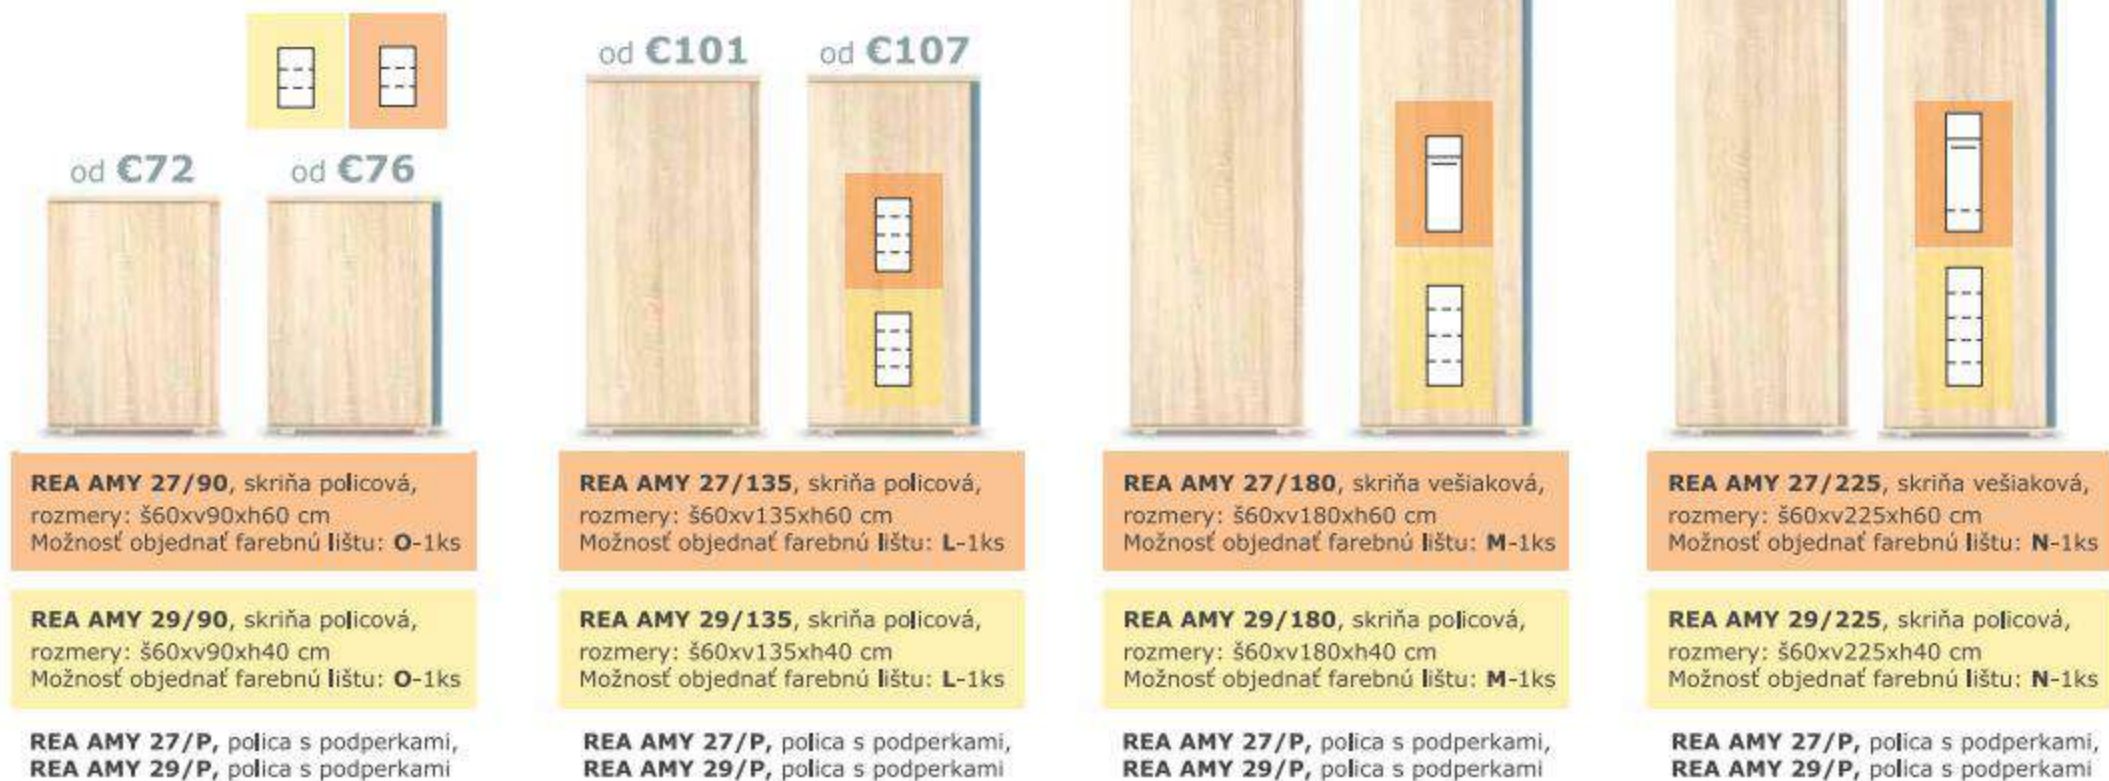 od €72
od €76
od €101
od €107
REA AMY 27/90, skriňa policová,
rozmery: š60xv90xh60 cm
Možnosť objednať farebnú lištu: O-1ks
REA AMY 29/90, skriňa policová,
rozmery: š60xv90xh40 cm
Možnosť objednať farebnú lištu: O-1ks
REA AMY 27/P, polica s podperkami,
REA AMY 29/P, polica s podperkami
REA AMY 27/135, skriňa policová,
rozmery: š60xv135xh60 cm
Možnosť objednať farebnú lištu: L-1ks
REA AMY 29/135, skriňa policová,
rozmery: š60xv135xh40 cm
Možnosť objednať farebnú lištu: L-1ks
REA AMY 27/P, polica s podperkami,
REA AMY 29/P, polica s podperkami
REA AMY 27/180, skriňa vešiaková,
rozmery: š60xv180xh60 cm
Možnosť objednať farebnú lištu: M-1ks
REA AMY 29/180, skriňa policová,
rozmery: š60xv180xh40 cm
Možnosť objednať farebnú lištu: M-1ks
REA AMY 27/P, polica s podperkami,
REA AMY 29/P, polica s podperkami
REA AMY 27/225, skriňa vešiaková,
rozmery: š60xv225xh60 cm
Možnosť objednať farebnú lištu: N-1ks
REA AMY 29/225, skriňa policová,
rozmery: š60xv225xh40 cm
Možnosť objednať farebnú lištu: N-1ks
REA AMY 27/P, polica s podperkami,
REA AMY 29/P, polica s podperkami